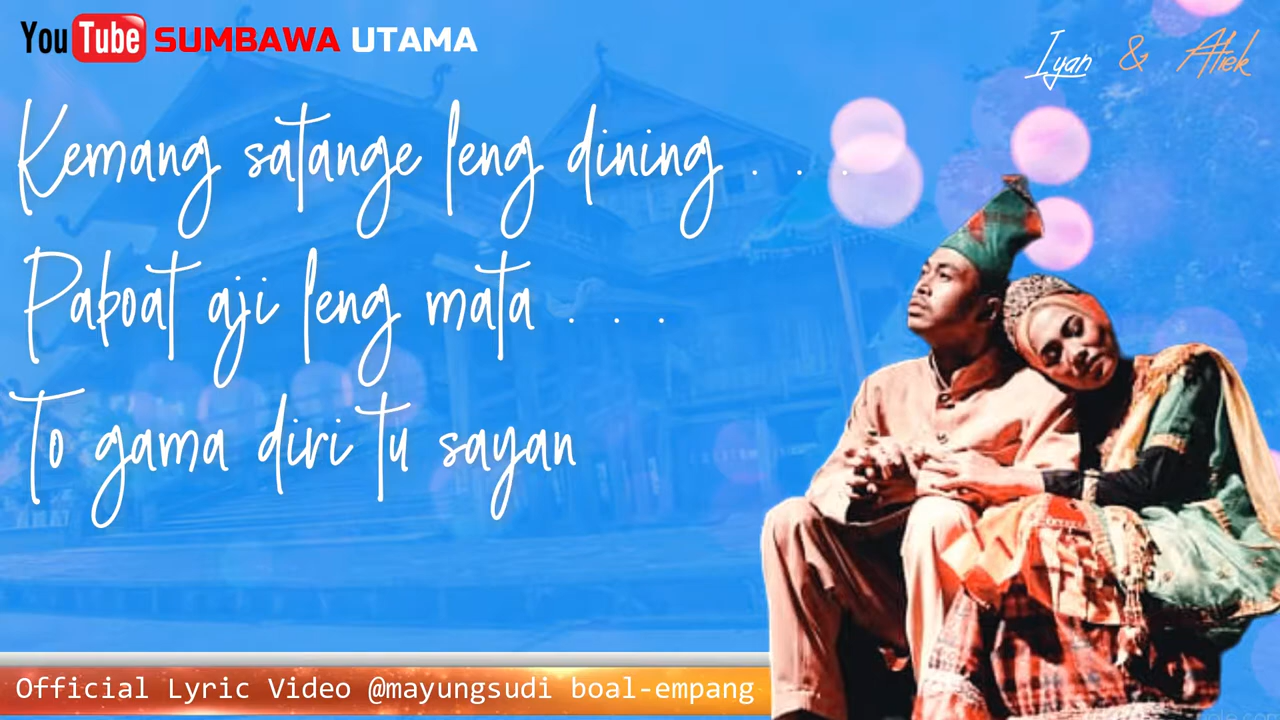 YouTube SUMBAWA UTAMA
Iyan & Atiek
Kemang satange leng dining . . .
Paboat aji leng mata . . .
To gama diri tu sayan
Official Lyric Video @mayungsudi boal-empang